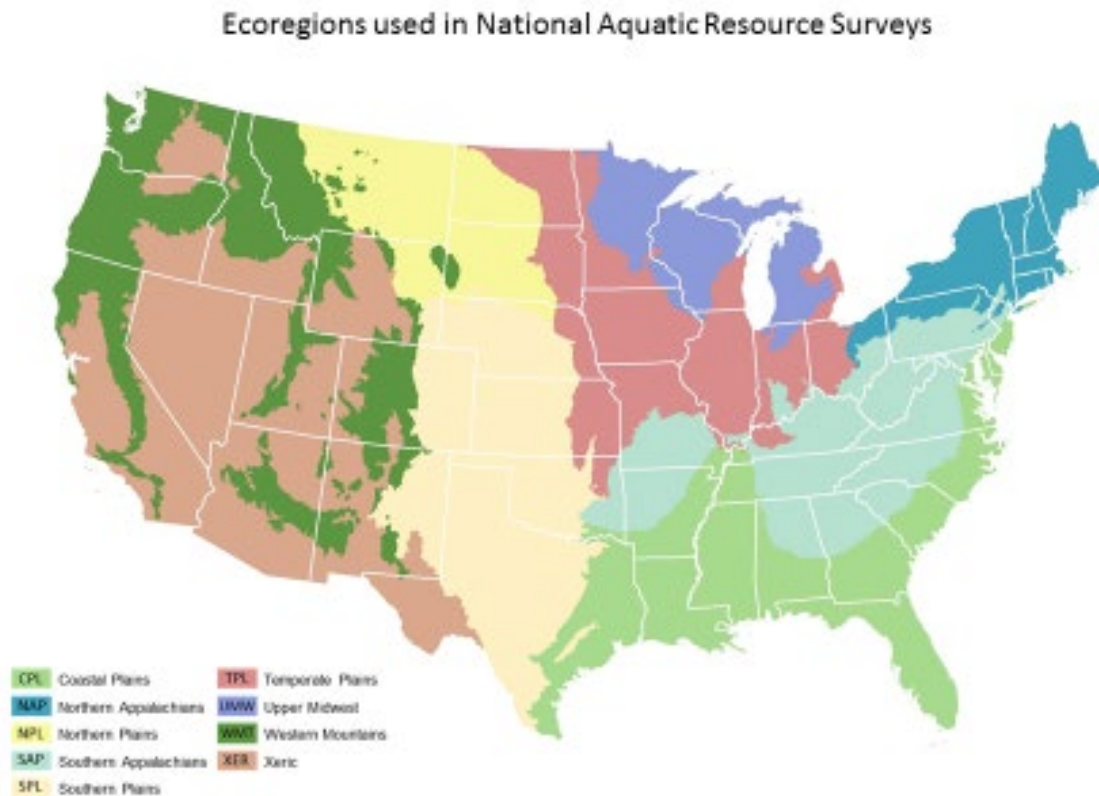 Ecoregions used in National Aquatic Resource Surveys
CPL Coastal Plains
NAP Northern Appalachians
NPL Northern Plains
SAP Southern Appalachians
SPL Southern Plains
TPL Temperate Plains
UMW Upper Midwest
WMT Western Mountains
XER Xeric